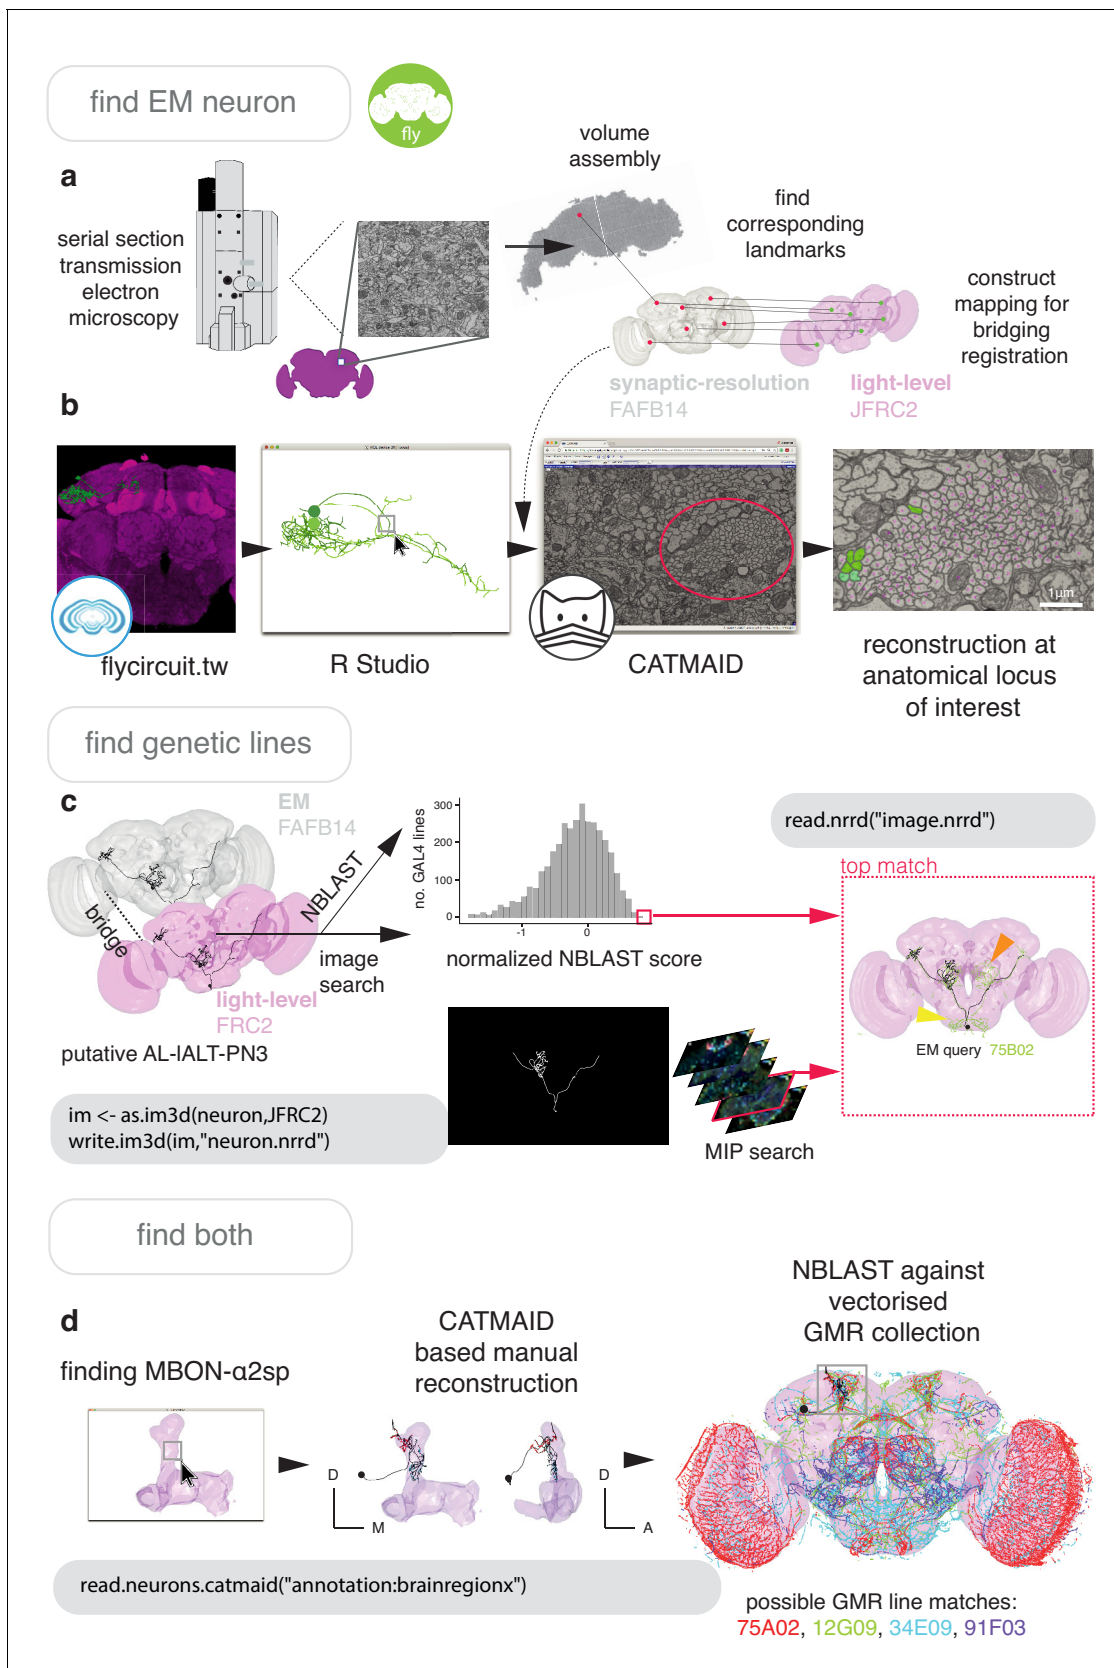 find EM neuron
fly
a
serial section
transmission
electron
microscopy
volume
assembly
find
corresponding
landmarks
construct
mapping for
bridging
registration
synaptic-resolution
FAFB14
light-level
JFRC2
b
1µm
flycircuit.tw
R Studio
CATMAID
reconstruction at
anatomical locus
of interest
find genetic lines
c
EM
FAFB14
bridge
NBLAST
image
search
light-level
FRC2
putative AL-lALT-PN3
no. GAL4 lines
300
200
100
0
-1
0
normalized NBLAST score
read.nrrd("image.nrrd")
top match
EM query 75B02
im <- as.im3d(neuron,JFRC2)
write.im3d(im,"neuron.nrrd")
MIP search
find both
d
finding MBON-α2sp
CATMAID
based manual
reconstruction
NBLAST against
vectorised
GMR collection
D
M
D
A
read.neurons.catmaid("annotation:brainregionx")
possible GMR line matches:
75A02, 12G09, 34E09, 91F03